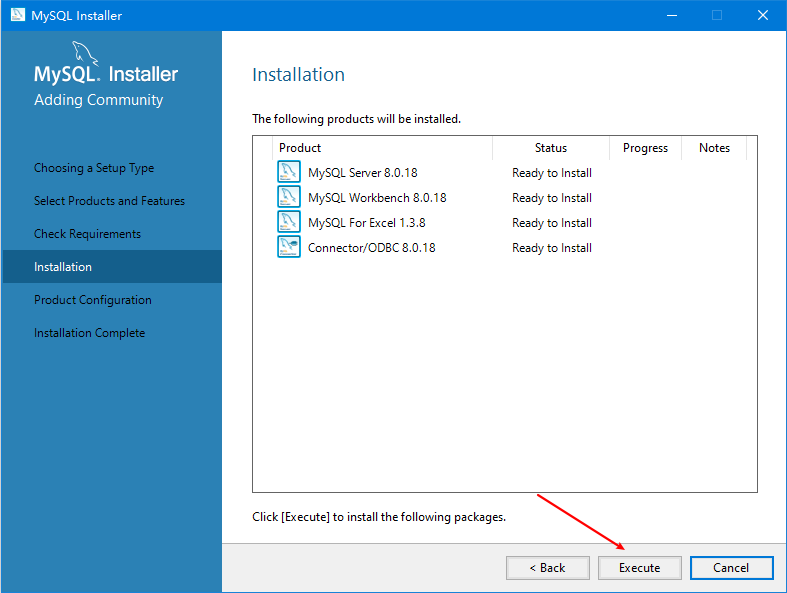 MySQL Installer
MySQL. Installer
Adding Community
Choosing a Setup Type
Select Products and Features
Check Requirements
Installation
Product Configuration
Installation Complete
Installation
The following products will be installed.
Product Status Progress Notes
MySQL Server 8.0.18 Ready to Install
MySQL Workbench 8.0.18 Ready to Install
MySQL For Excel 1.3.8 Ready to Install
Connector/ODBC 8.0.18 Ready to Install
Click [Execute] to install the following packages.
< Back Execute Cancel